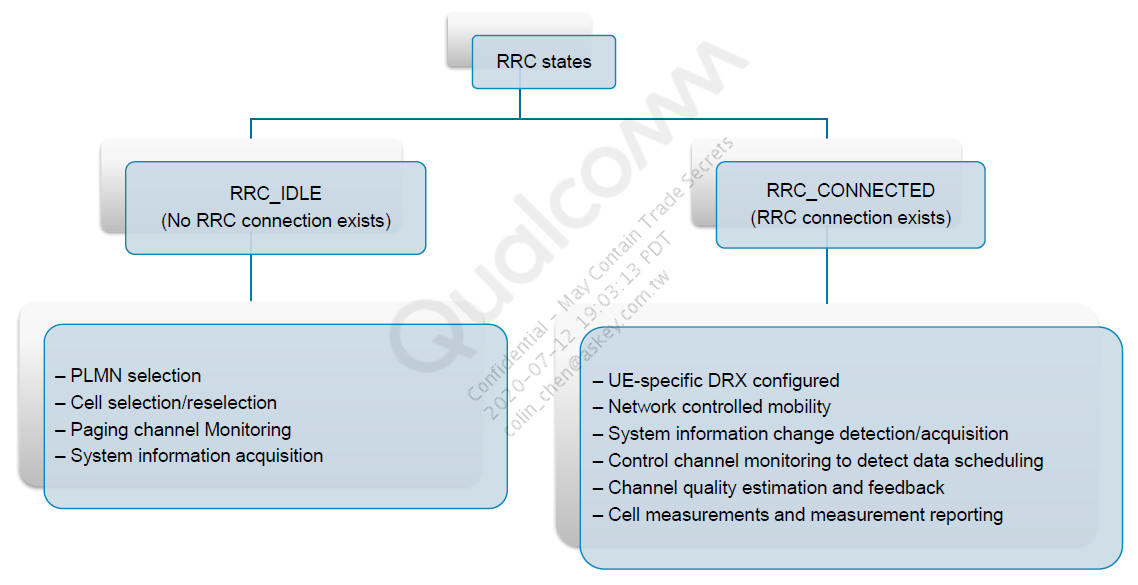 RRC states
RRC_IDLE
(No RRC connection exists)
RRC_CONNECTED
(RRC connection exists)
– PLMN selection
– Cell selection/reselection
– Paging channel Monitoring
– System information acquisition
– UE-specific DRX configured
– Network controlled mobility
– System information change detection/acquisition
– Control channel monitoring to detect data scheduling
– Channel quality estimation and feedback
– Cell measurements and measurement reporting
Qualcomm
Confidential – May Contain Trade Secrets
2020-07-12 19:03:13 PDT
colin_chen@askey.com.tw